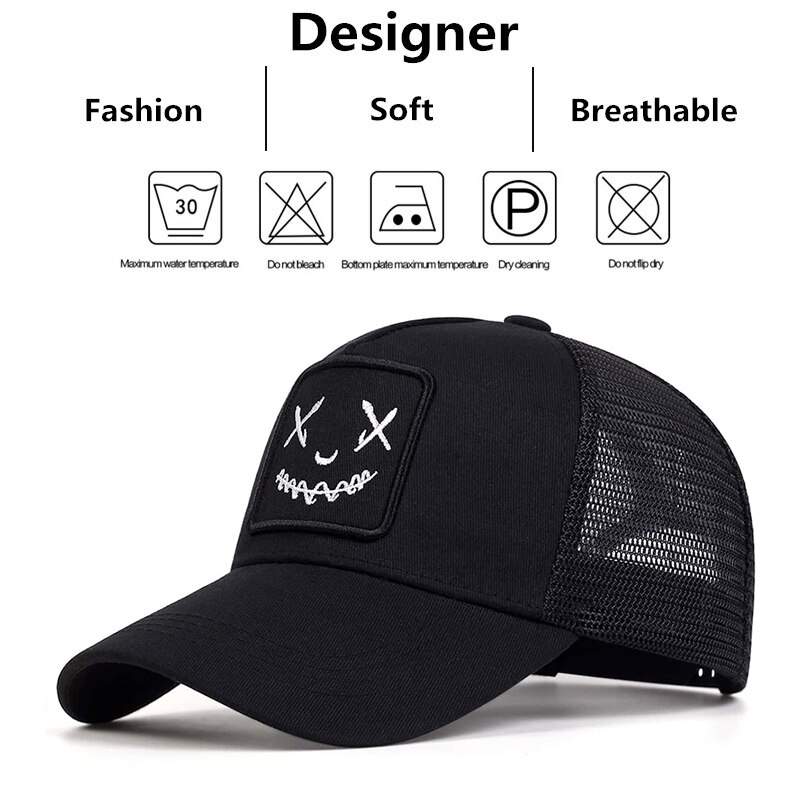 Designer
Fashion
Soft
Breathable
30
P
Maximum water temperature
Do not bleach
Bottom plate maximum temperature
Dry cleaning
Do not flip dry
X X